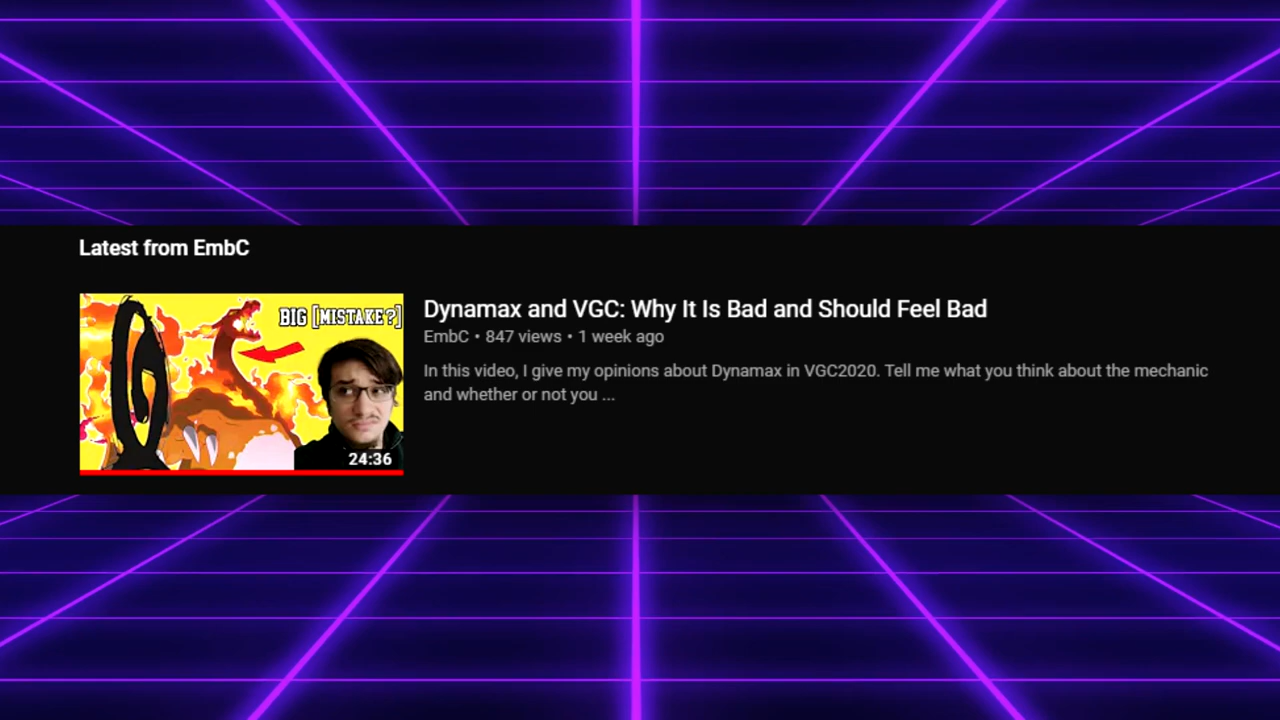 Latest from EmbC
BIG [MISTAKE?]
24:36
Dynamax and VGC: Why It Is Bad and Should Feel Bad
EmbC • 847 views • 1 week ago
In this video, I give my opinions about Dynamax in VGC2020. Tell me what you think about the mechanic
and whether or not you ...